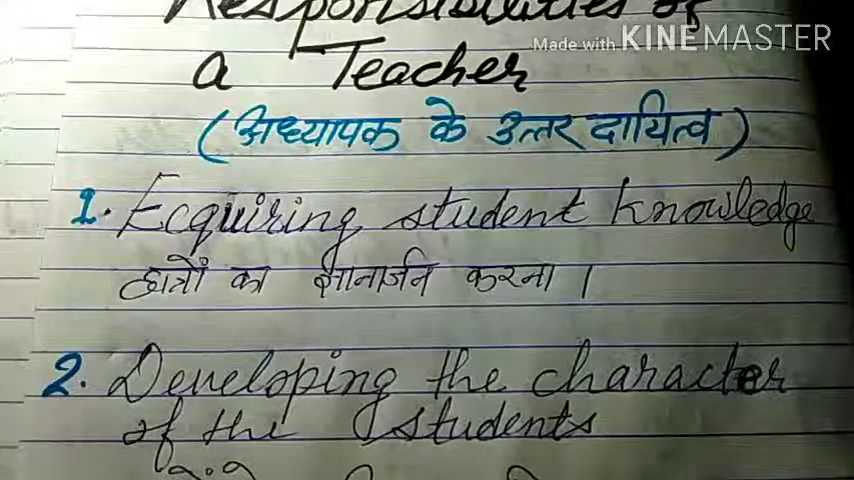 Responsibilities of
Made with KINEMASTER
a Teacher
(अध्यापक के उत्तरदायित्व)
1. Ecquiring student knowledge
छात्रों का ज्ञानार्जन करना ।
2. Developing the character
of the students